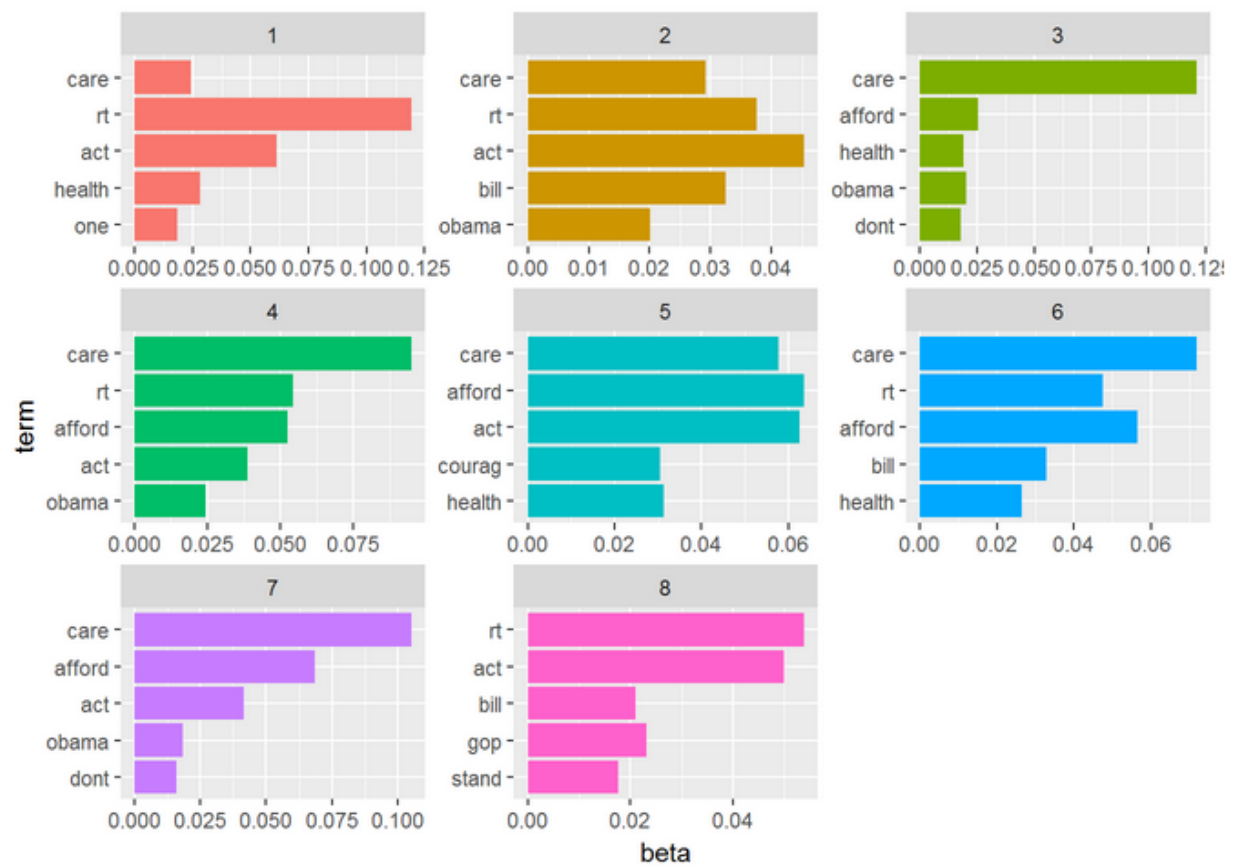 1 2 3
care care care
rt rt afford
act act health
health bill obama
one obama dont
0.000 0.025 0.050 0.075 0.100 0.125 0.00 0.01 0.02 0.03 0.04 0.000 0.025 0.050 0.075 0.100 0.125
4 5 6
care care care
rt afford rt
afford act afford
act courag bill
obama health health
0.000 0.025 0.050 0.075 0.00 0.02 0.04 0.06 0.00 0.02 0.04 0.06
term
7 8
care rt
afford act
act bill
obama gop
dont stand
0.000 0.025 0.050 0.075 0.100 0.00 0.02 0.04
beta